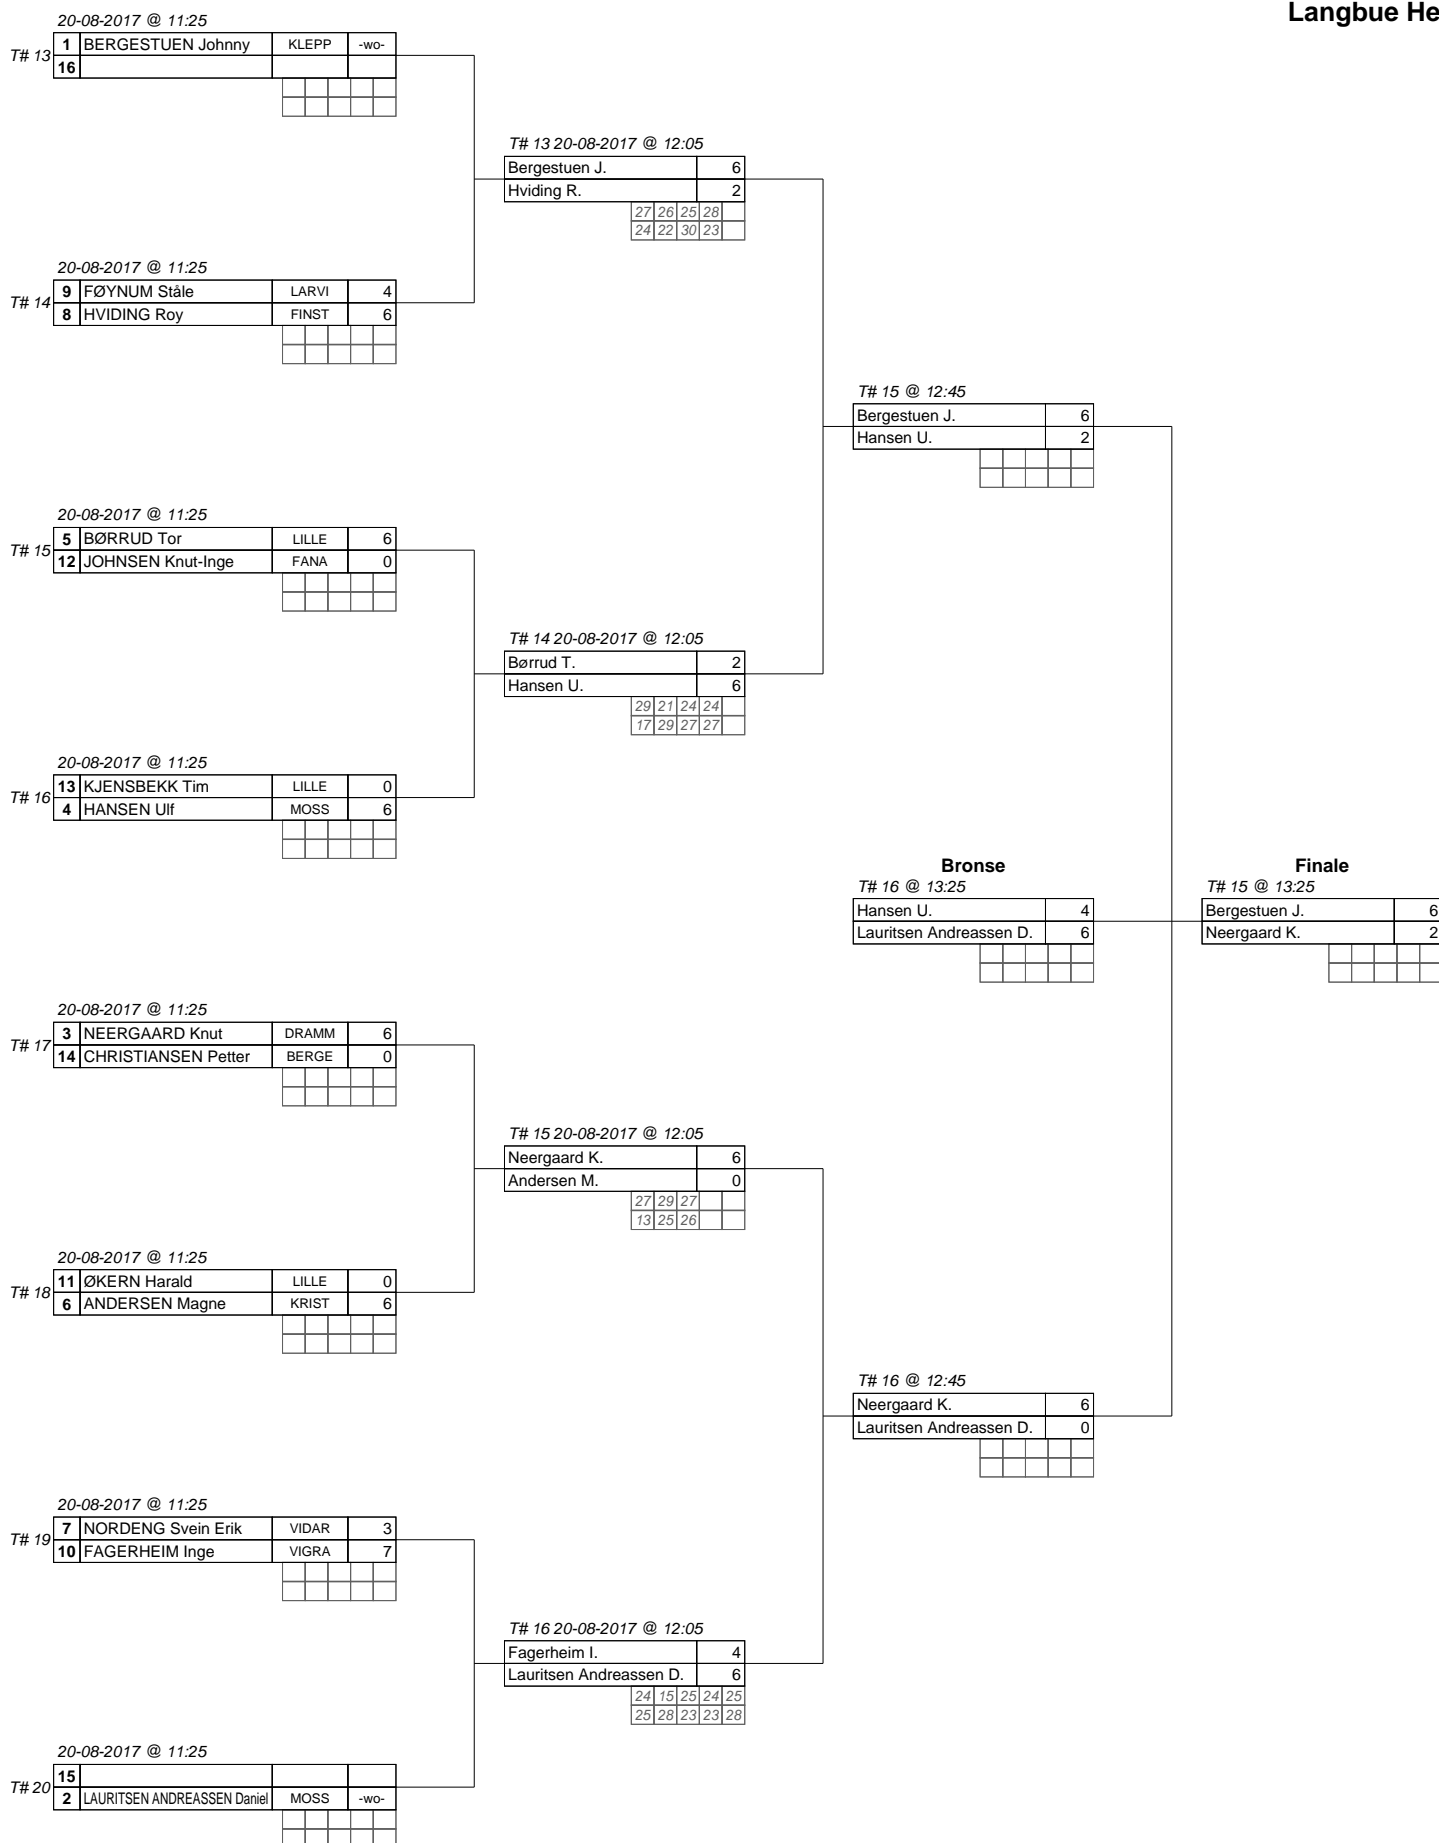 Langbue He
20-08-2017 @ 11:25
T# 13
1 BERGESTUEN Johnny KLEPP -wo-
16
T# 13 20-08-2017 @ 12:05
Bergestuen J. 6
Hviding R. 2
27 26 25 28
24 22 30 23
20-08-2017 @ 11:25
T# 14
9 FØYNUM Ståle LARVI 4
8 HVIDING Roy FINST 6
T# 15 @ 12:45
Bergestuen J. 6
Hansen U. 2
20-08-2017 @ 11:25
T# 15
5 BØRRUD Tor LILLE 6
12 JOHNSEN Knut-Inge FANA 0
T# 14 20-08-2017 @ 12:05
Børrud T. 2
Hansen U. 6
29 21 24 24
17 29 27 27
20-08-2017 @ 11:25
T# 16
13 KJENSBEKK Tim LILLE 0
4 HANSEN Ulf MOSS 6
Bronse
T# 16 @ 13:25
Hansen U. 4
Lauritsen Andreassen D. 6
Finale
T# 15 @ 13:25
Bergestuen J. 6
Neergaard K. 2
20-08-2017 @ 11:25
T# 17
3 NEERGAARD Knut DRAMM 6
14 CHRISTIANSEN Petter BERGE 0
T# 15 20-08-2017 @ 12:05
Neergaard K. 6
Andersen M. 0
27 29 27
13 25 26
20-08-2017 @ 11:25
T# 18
11 ØKERN Harald LILLE 0
6 ANDERSEN Magne KRIST 6
T# 16 @ 12:45
Neergaard K. 6
Lauritsen Andreassen D. 0
20-08-2017 @ 11:25
T# 19
7 NORDENG Svein Erik VIDAR 3
10 FAGERHEIM Inge VIGRA 7
T# 16 20-08-2017 @ 12:05
Fagerheim I. 4
Lauritsen Andreassen D. 6
24 15 25 24 25
25 28 23 23 28
20-08-2017 @ 11:25
T# 20
15
2 LAURITSEN ANDREASSEN Daniel MOSS -wo-